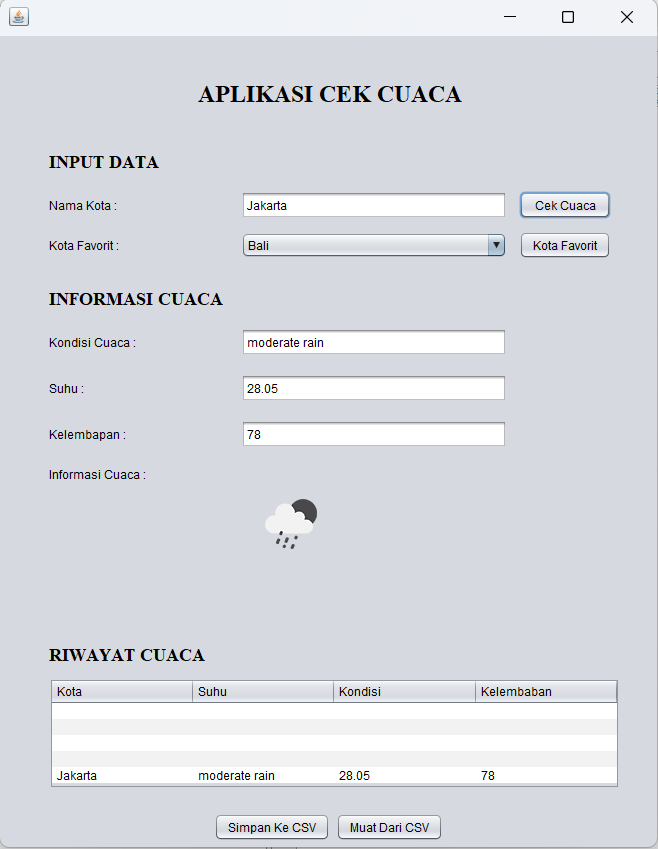 APLIKASI CEK CUACA
INPUT DATA
Nama Kota : Jakarta Cek Cuaca
Kota Favorit : Bali Kota Favorit
INFORMASI CUACA
Kondisi Cuaca : moderate rain
Suhu : 28.05
Kelembapan : 78
Informasi Cuaca :
RIWAYAT CUACA
Kota Suhu Kondisi Kelembaban
Jakarta moderate rain 28.05 78
Simpan Ke CSV Muat Dari CSV